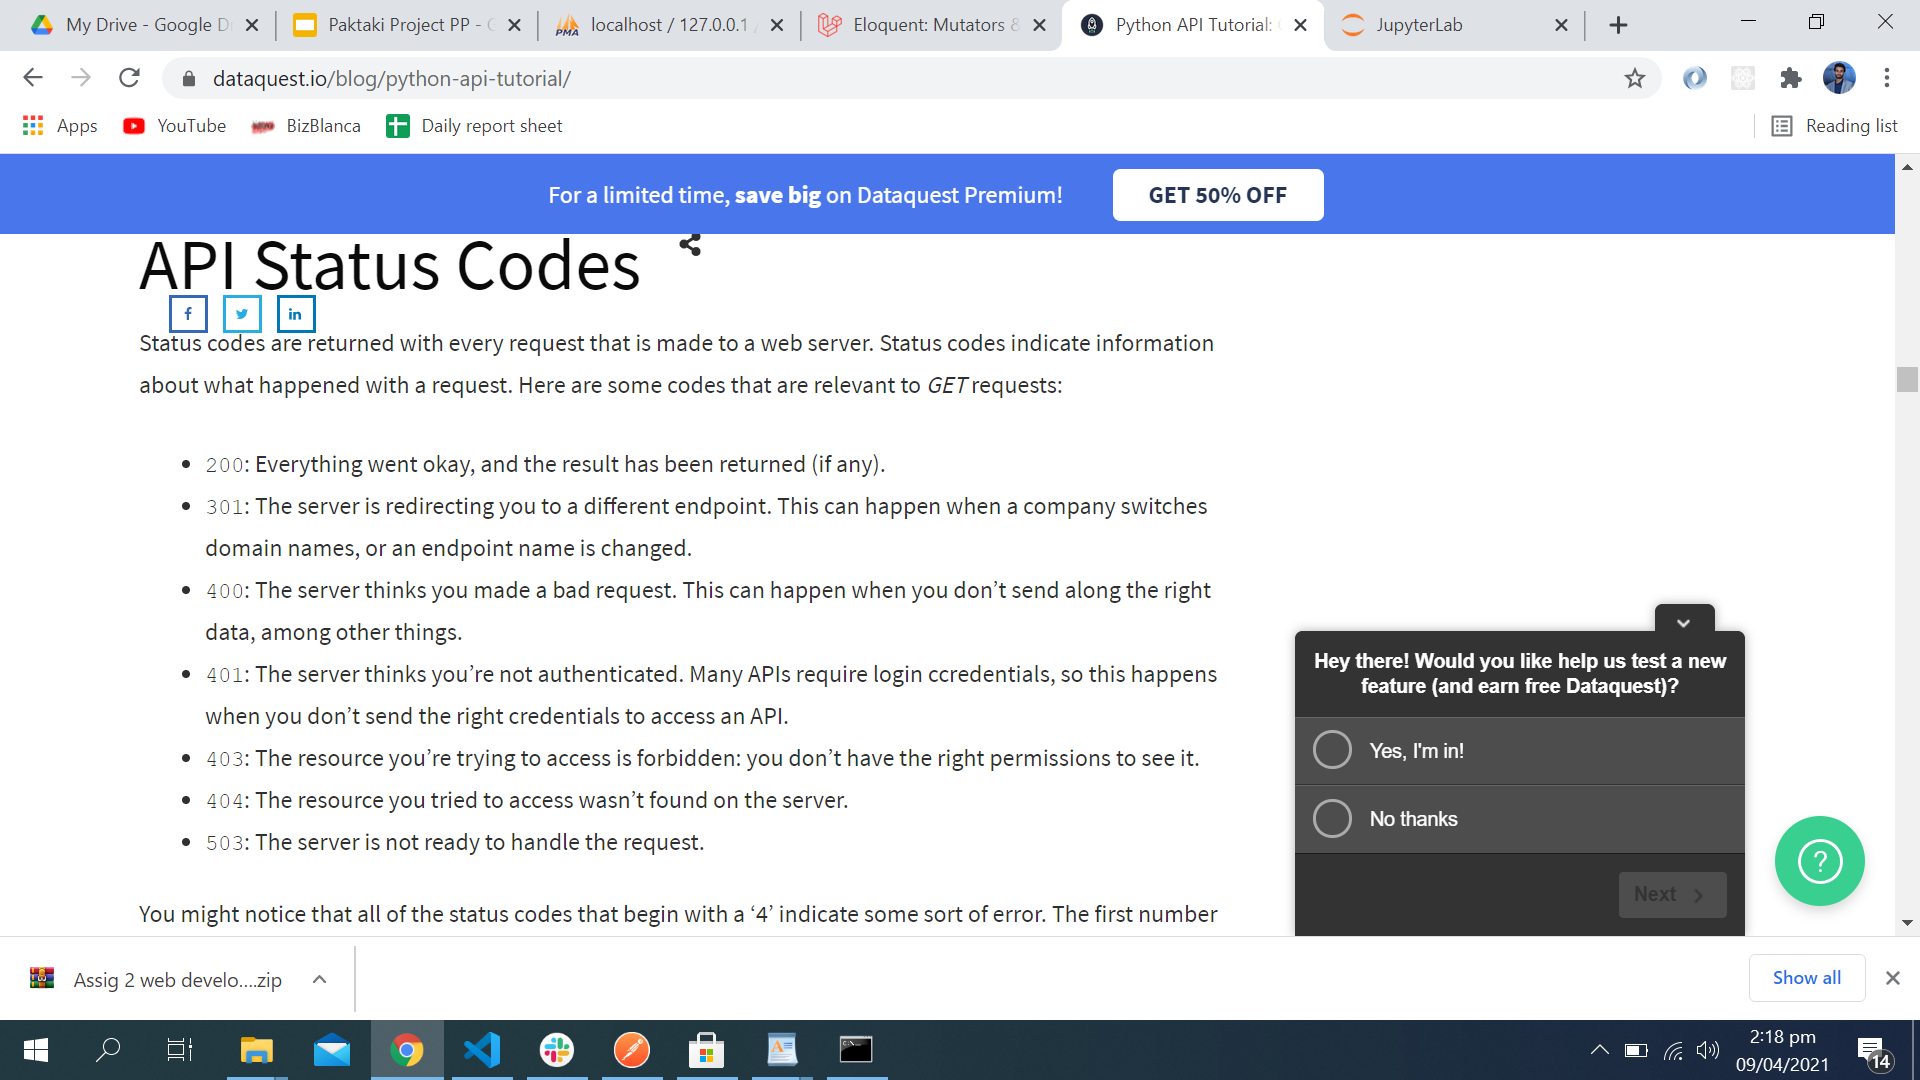 My Drive - Google D
Paktaki Project PP -
localhost / 127.0.0.1 /
Eloquent: Mutators &
Python API Tutorial:
JupyterLab
dataquest.io/blog/python-api-tutorial/
Apps
YouTube
BizBlanca
Daily report sheet
Reading list
For a limited time, save big on Dataquest Premium!
GET 50% OFF
API Status Codes
Status codes are returned with every request that is made to a web server. Status codes indicate information
about what happened with a request. Here are some codes that are relevant to GET requests:
• 200: Everything went okay, and the result has been returned (if any).
• 301: The server is redirecting you to a different endpoint. This can happen when a company switches
domain names, or an endpoint name is changed.
• 400: The server thinks you made a bad request. This can happen when you don’t send along the right
data, among other things.
• 401: The server thinks you’re not authenticated. Many APIs require login ccredentials, so this happens
when you don’t send the right credentials to access an API.
• 403: The resource you’re trying to access is forbidden: you don’t have the right permissions to see it.
• 404: The resource you tried to access wasn’t found on the server.
• 503: The server is not ready to handle the request.
You might notice that all of the status codes that begin with a ‘4’ indicate some sort of error. The first number
Hey there! Would you like help us test a new
feature (and earn free Dataquest)?
Yes, I'm in!
No thanks
Next
Assig 2 web develo....zip
Show all
2:18 pm
09/04/2021
14